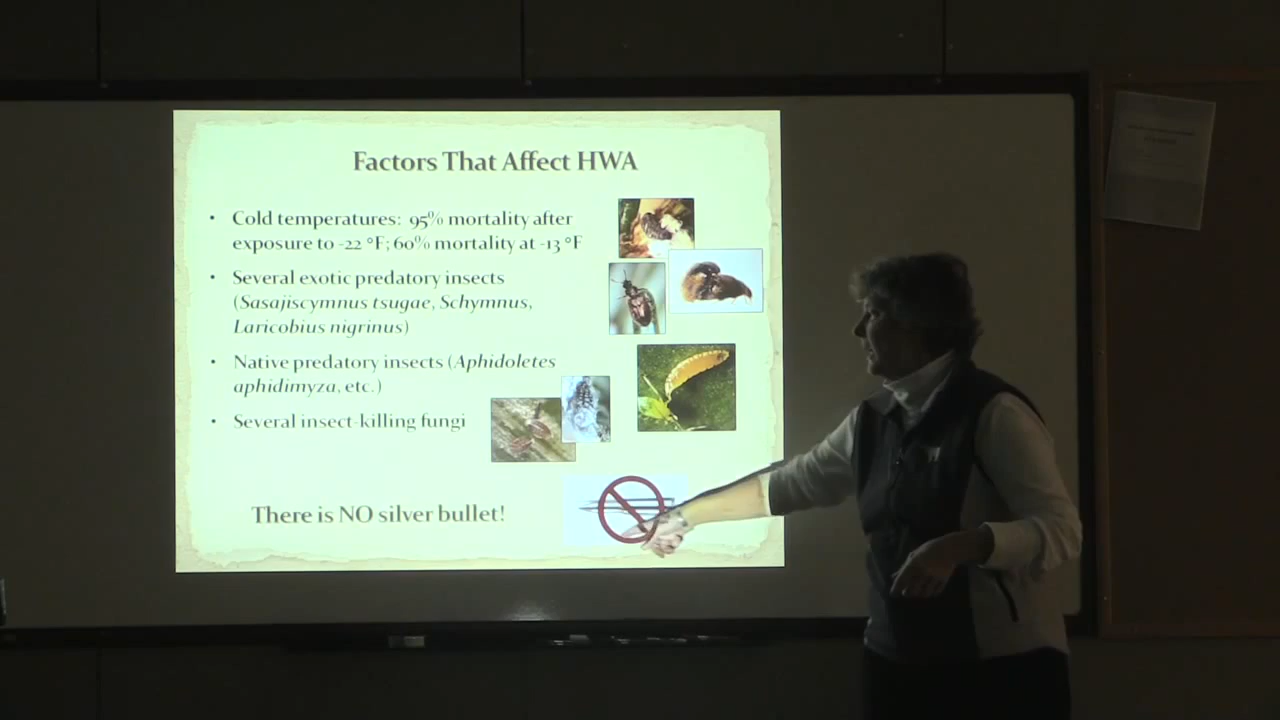 Factors That Affect HWA
• Cold temperatures: 95% mortality after
exposure to -22 °F; 60% mortality at -13 °F
• Several exotic predatory insects
(Sasajiscymnus tsugae, Schymnus,
Laricobius nigrinus)
• Native predatory insects (Aphidoletes
aphidimyza, etc.)
• Several insect-killing fungi
There is NO silver bullet!